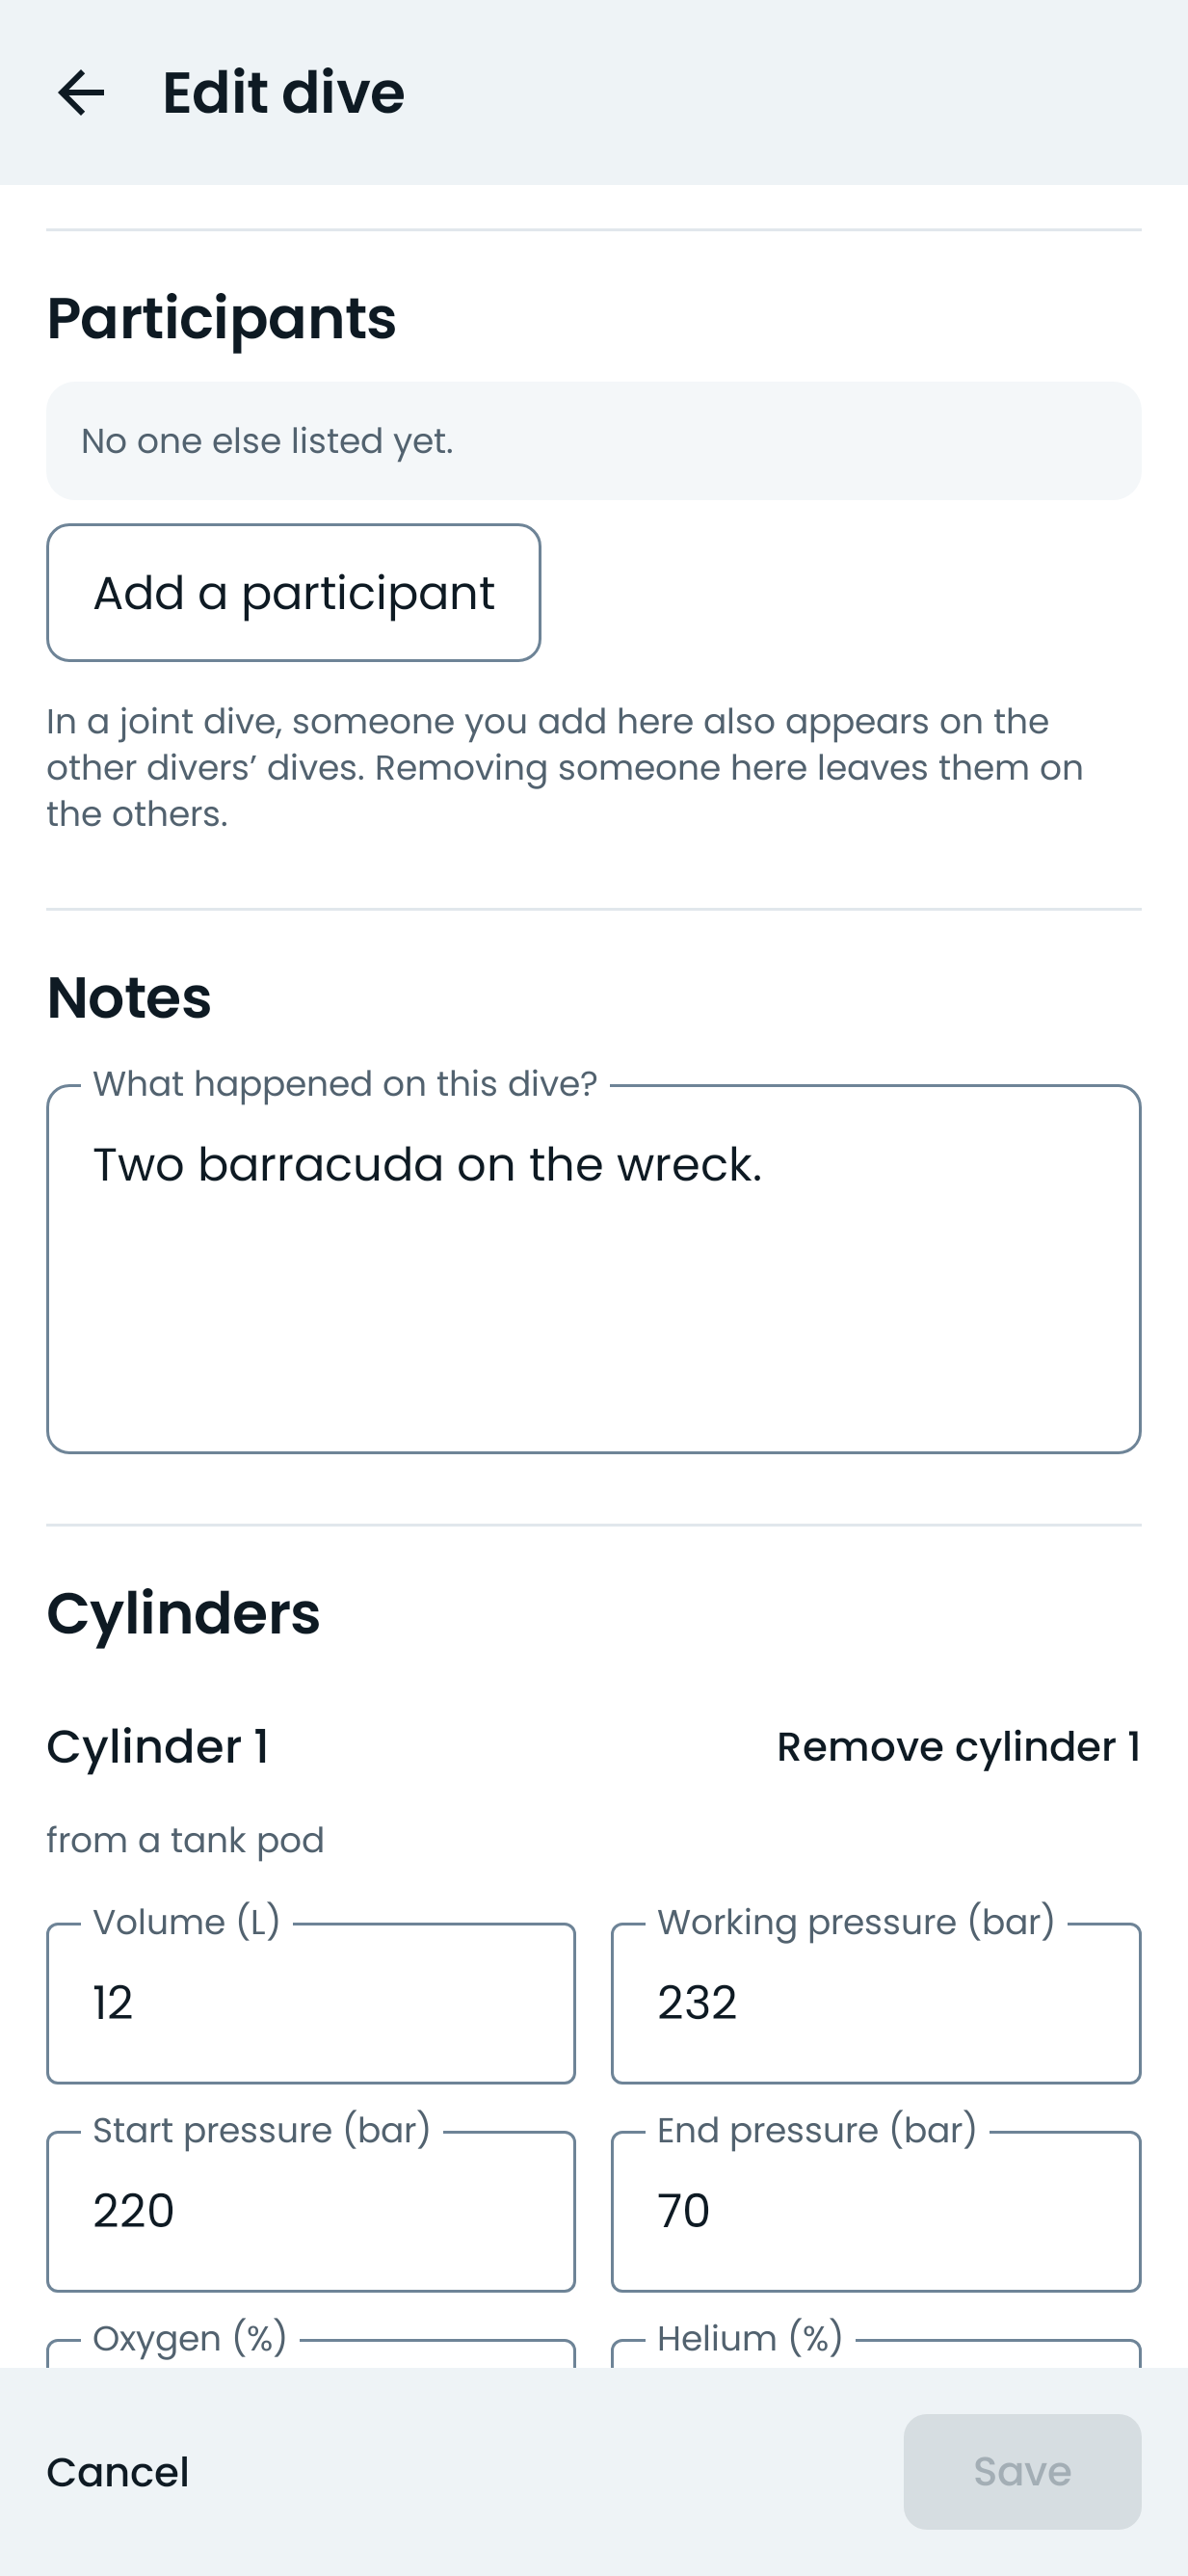 Edit dive
Participants
No one else listed yet.
Add a participant
In a joint dive, someone you add here also appears on the
other divers’ dives. Removing someone here leaves them on
the others.
Notes
What happened on this dive?
Two barracuda on the wreck.
Cylinders
Cylinder 1
Remove cylinder 1
from a tank pod
Volume (L)
12
Working pressure (bar)
232
Start pressure (bar)
220
End pressure (bar)
70
Oxygen (%)
Helium (%)
Cancel
Save